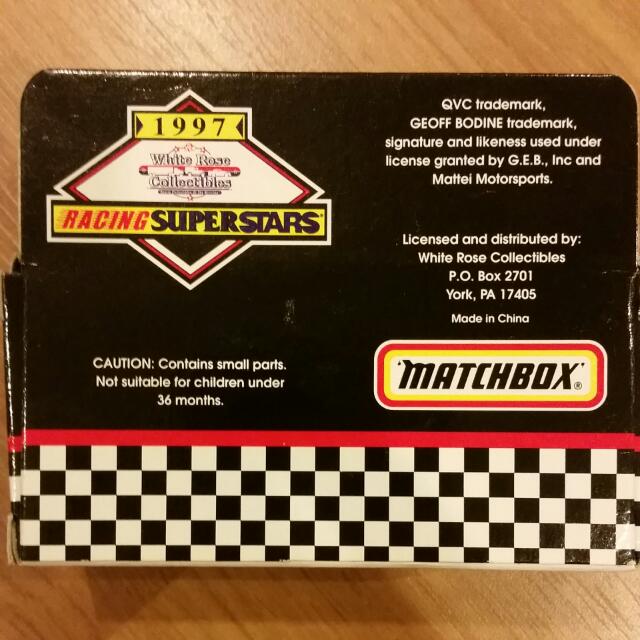 1997
White Rose
Collectibles
RACING SUPERSTARS
QVC trademark,
GEOFF BODINE trademark,
signature and likeness used under
license granted by G.E.B., Inc and
Mattei Motorsports.
Licensed and distributed by:
White Rose Collectibles
P.O. Box 2701
York, PA 17405
Made in China
CAUTION: Contains small parts.
Not suitable for children under
36 months.
'MATCHBOX'®